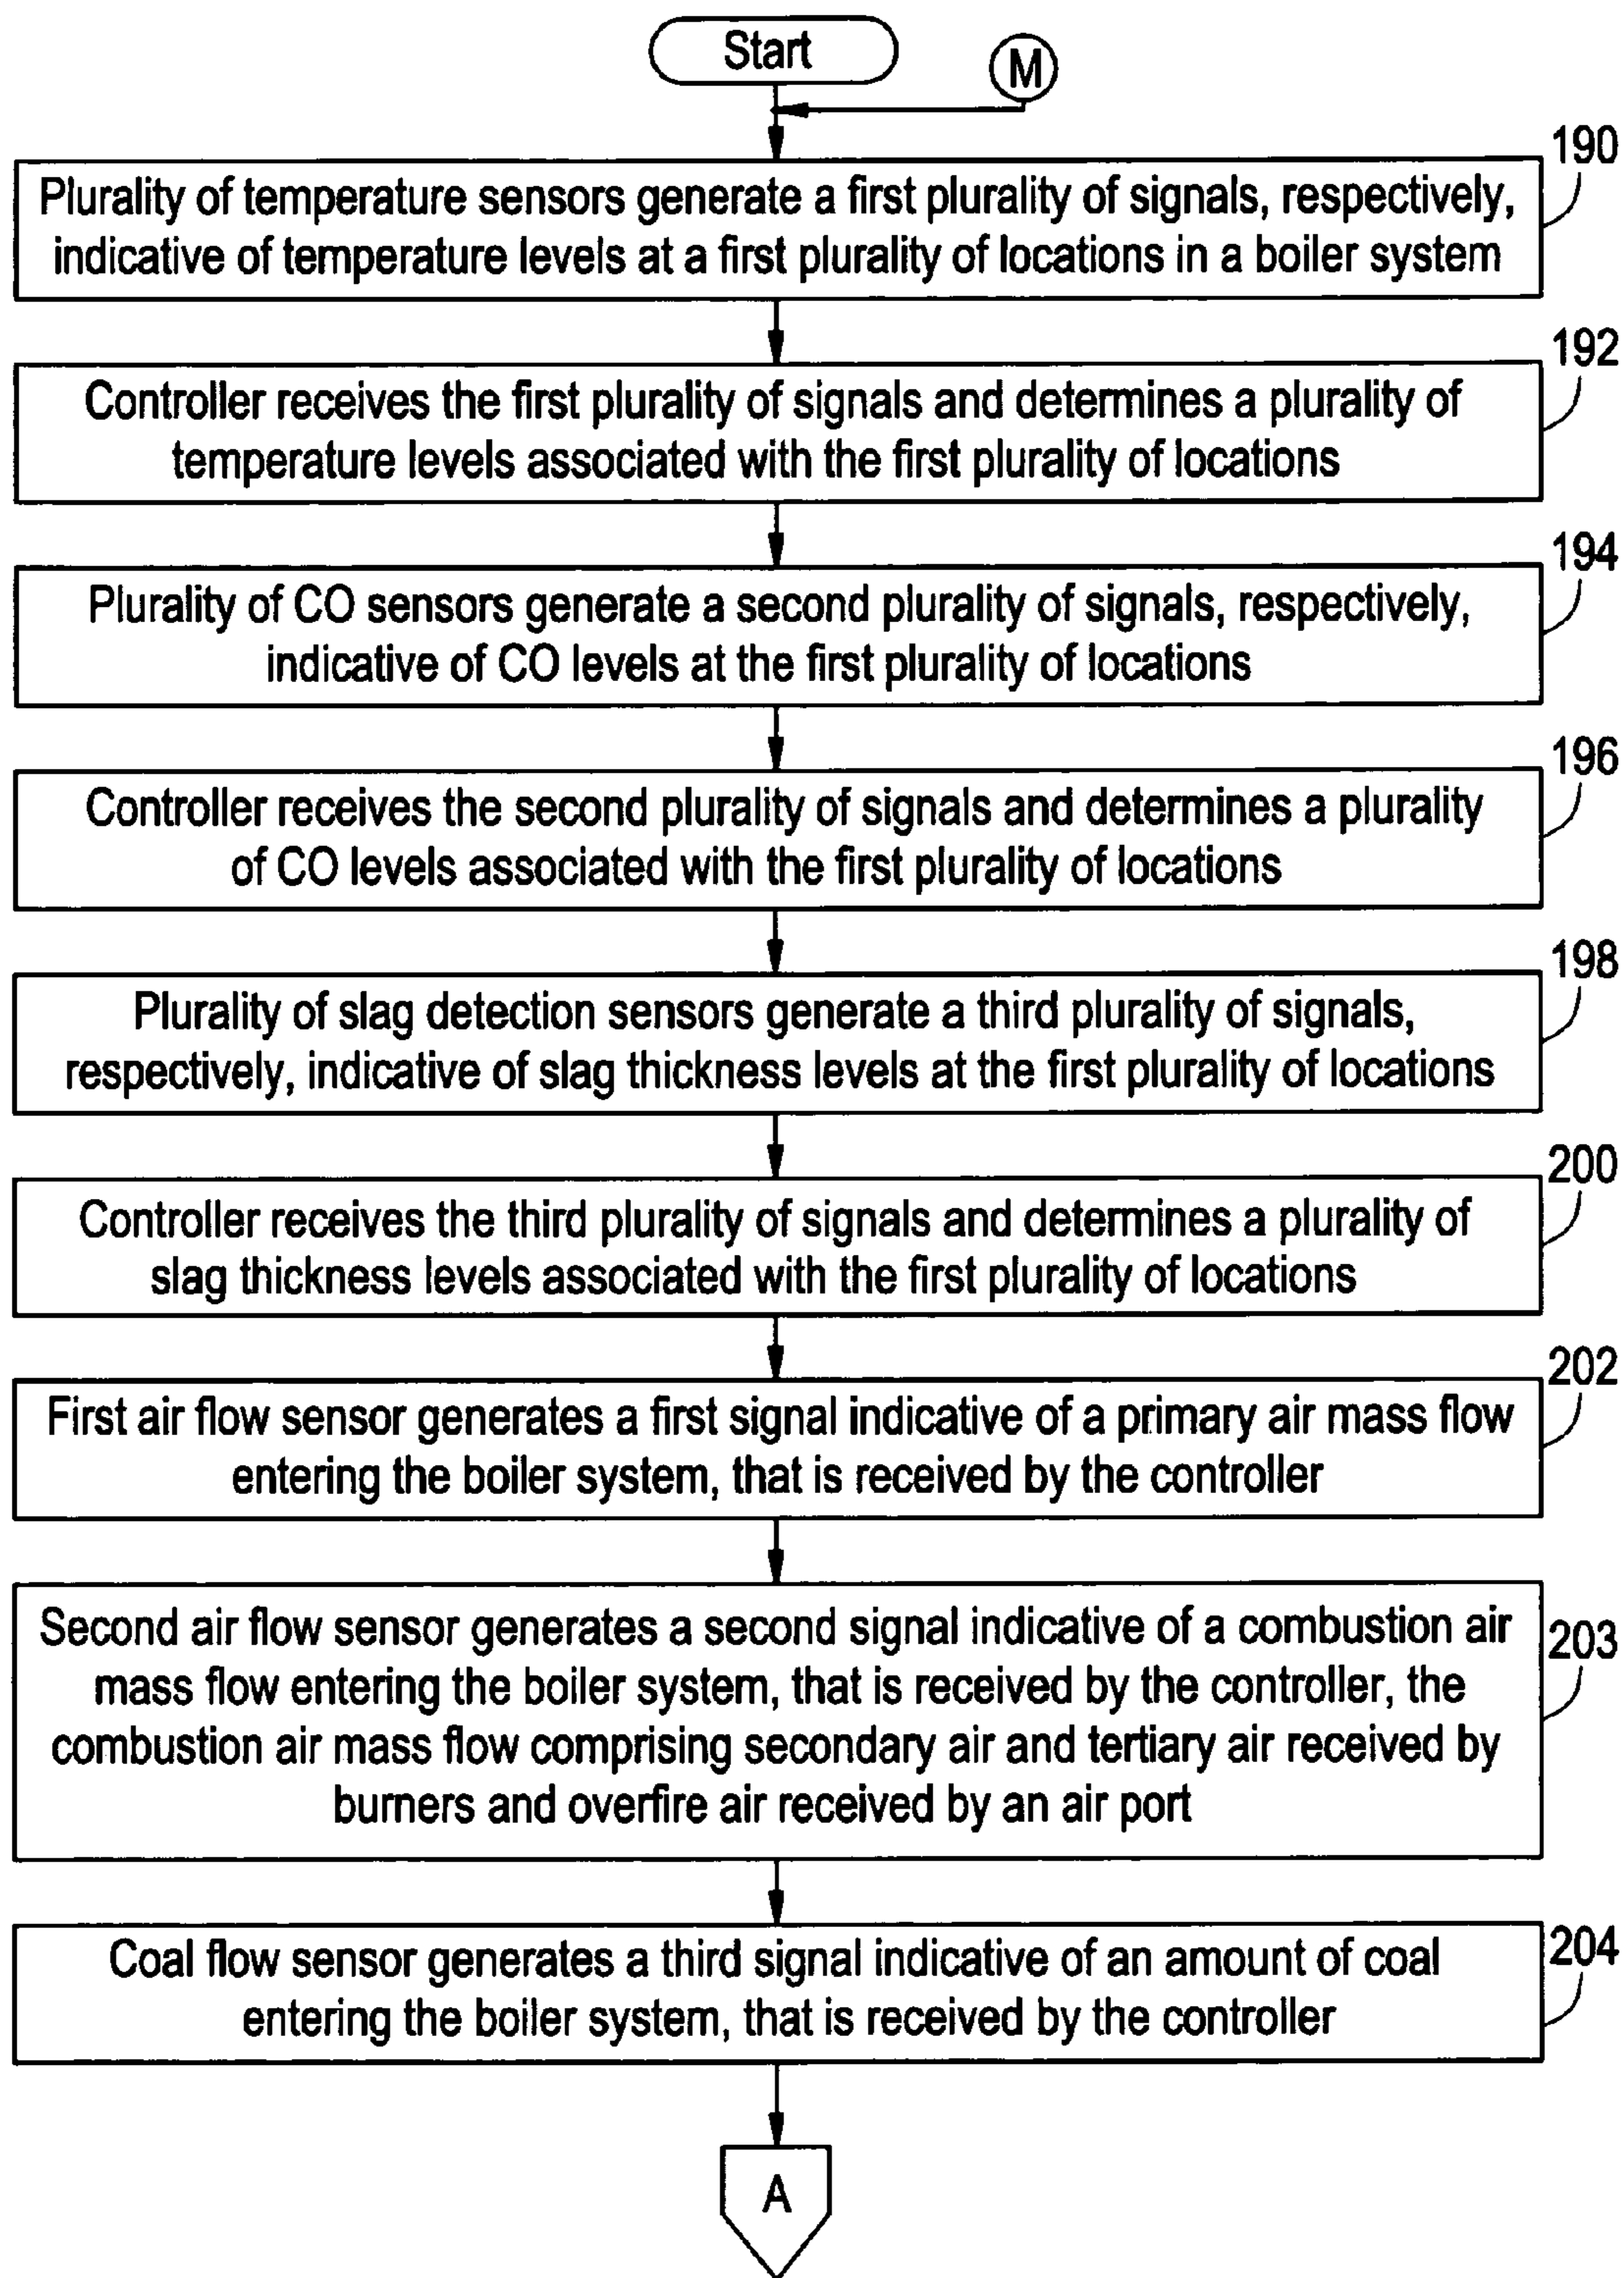 Start
M
190
Plurality of temperature sensors generate a first plurality of signals, respectively,
indicative of temperature levels at a first plurality of locations in a boiler system
192
Controller receives the first plurality of signals and determines a plurality of
temperature levels associated with the first plurality of locations
194
Plurality of CO sensors generate a second plurality of signals, respectively,
indicative of CO levels at the first plurality of locations
196
Controller receives the second plurality of signals and determines a plurality
of CO levels associated with the first plurality of locations
198
Plurality of slag detection sensors generate a third plurality of signals,
respectively, indicative of slag thickness levels at the first plurality of locations
200
Controller receives the third plurality of signals and determines a plurality of
slag thickness levels associated with the first plurality of locations
202
First air flow sensor generates a first signal indicative of a primary air mass flow
entering the boiler system, that is received by the controller
203
Second air flow sensor generates a second signal indicative of a combustion air
mass flow entering the boiler system, that is received by the controller, the
combustion air mass flow comprising secondary air and tertiary air received by
burners and overfire air received by an air port
204
Coal flow sensor generates a third signal indicative of an amount of coal
entering the boiler system, that is received by the controller
A